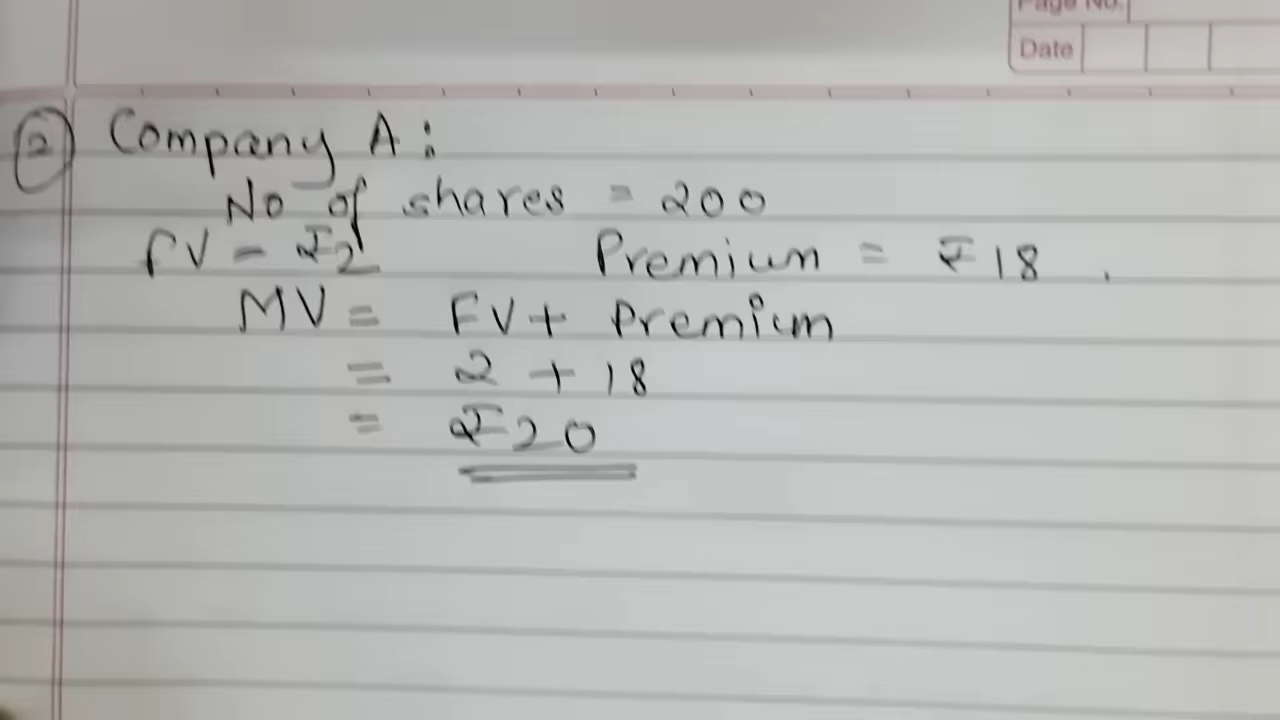 Page No.
Date
② Company A:
No of shares = 200
FV - ₹2 Premium = ₹18.
MV = FV + Premium
= 2 + 18
= ₹20